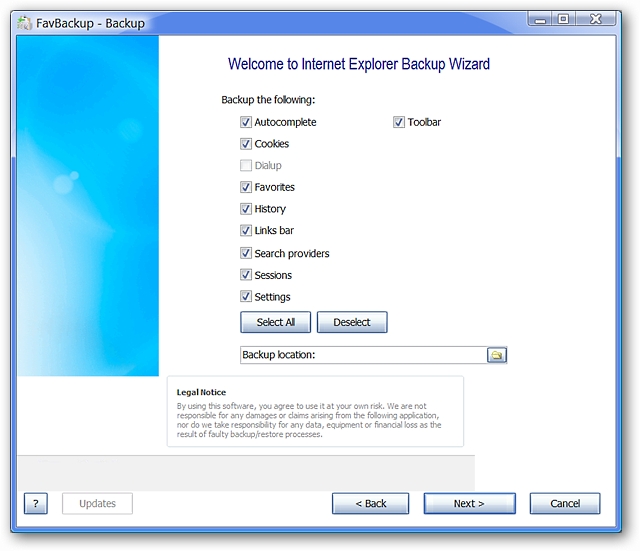 FavBackup - Backup
Welcome to Internet Explorer Backup Wizard
Backup the following:
Autocomplete
Toolbar
Cookies
Dialup
Favorites
History
Links bar
Search providers
Sessions
Settings
Select All
Deselect
Backup location:
Legal Notice
By using this software, you agree to use it at your own risk. We are not
responsible for any damages or claims arising from the following application,
nor do we take responsibility for any data, equipment or financial loss as the
result of faulty backup/restore processes.
?
Updates
< Back
Next >
Cancel